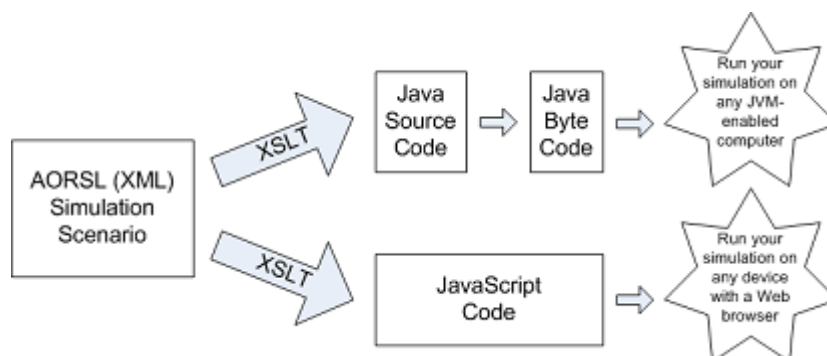 AORSL (XML)
Simulation
Scenario
XSLT
Java
Source
Code
Java
Byte
Code
Run your
simulation on
any JVM-
enabled
computer
XSLT
JavaScript
Code
Run your
simulation on
any device
with a Web
browser